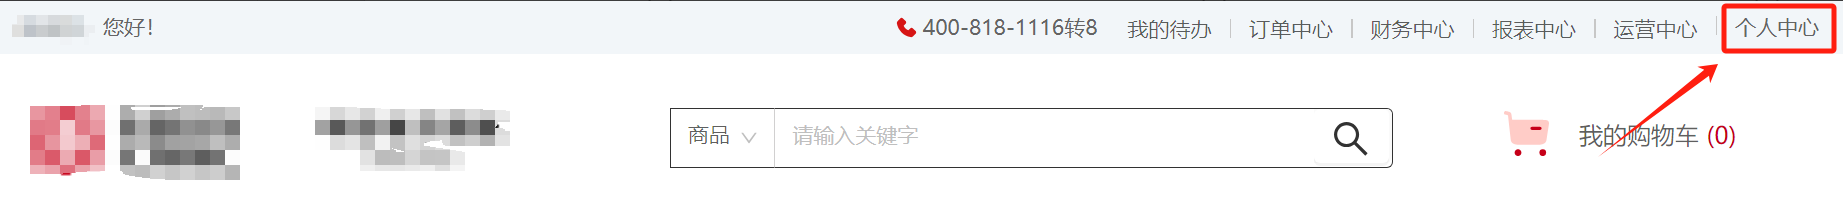 您好!
400-818-1116转8 我的待办 订单中心 财务中心 报表中心 运营中心 个人中心
商品 请输入关键字
我的购物车 (0)